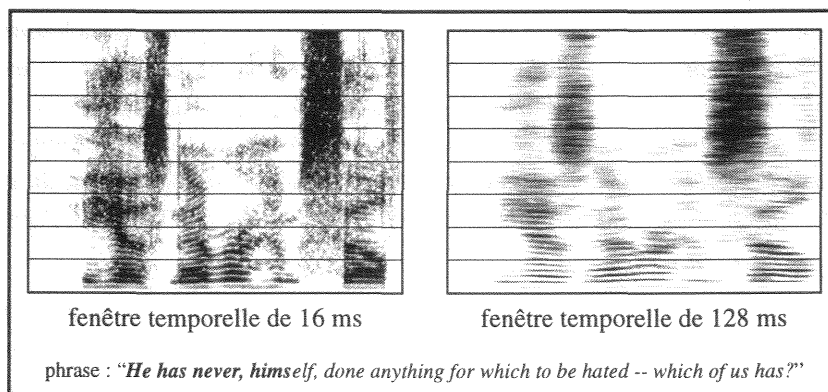 fenêtre temporelle de 16 ms
fenêtre temporelle de 128 ms
phrase : “He has never, himself, done anything for which to be hated -- which of us has?”